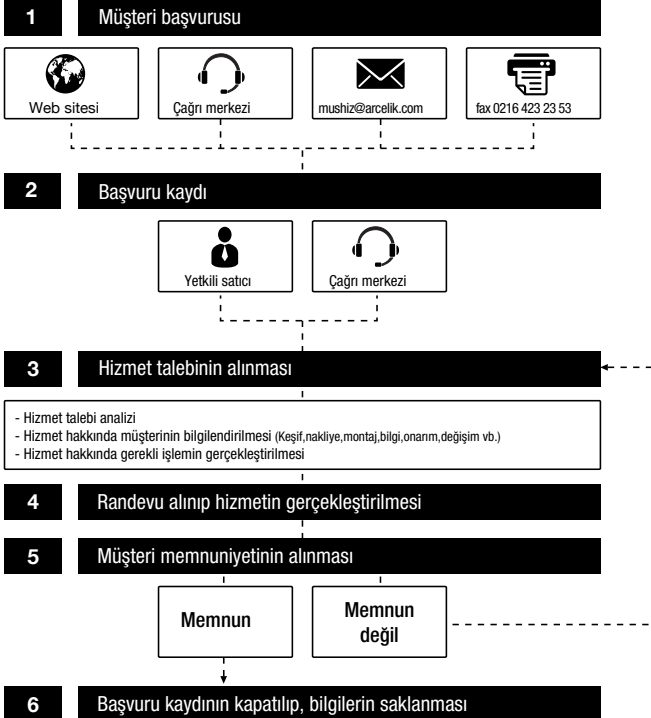 1 Müşteri başvurusu
Web sitesi
Çağrı merkezi
mushiz@arcelik.com
fax 0216 423 23 53
2 Başvuru kaydı
Yetkili satıcı
Çağrı merkezi
3 Hizmet talebinin alınması
- Hizmet talebi analizi
- Hizmet hakkında müşterinin bilgilendirilmesi (Keşif,nakliye,montaj,bilgi,onarım,değişim vb.)
- Hizmet hakkında gerekli işlemin gerçekleştirilmesi
4 Randevu alınıp hizmetin gerçekleştirilmesi
5 Müşteri memnuniyetinin alınması
Memnun
Memnun
değil
6 Başvuru kaydının kapatılıp, bilgilerin saklanması